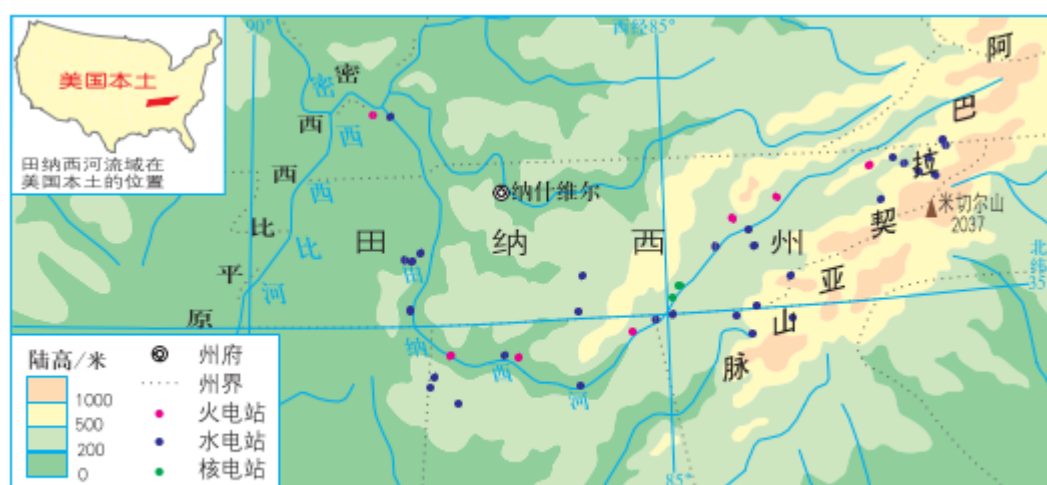 美国本土
田纳西河流域在
美国本土的位置
90°
西经85°
密西西比河
密西西比平原
纳什维尔
田纳西州
田纳西河
阿巴拉契亚山脉
米切尔山
2037
北纬
35°
85°
陆高/米
1000
500
200
0
州府
州界
火电站
水电站
核电站